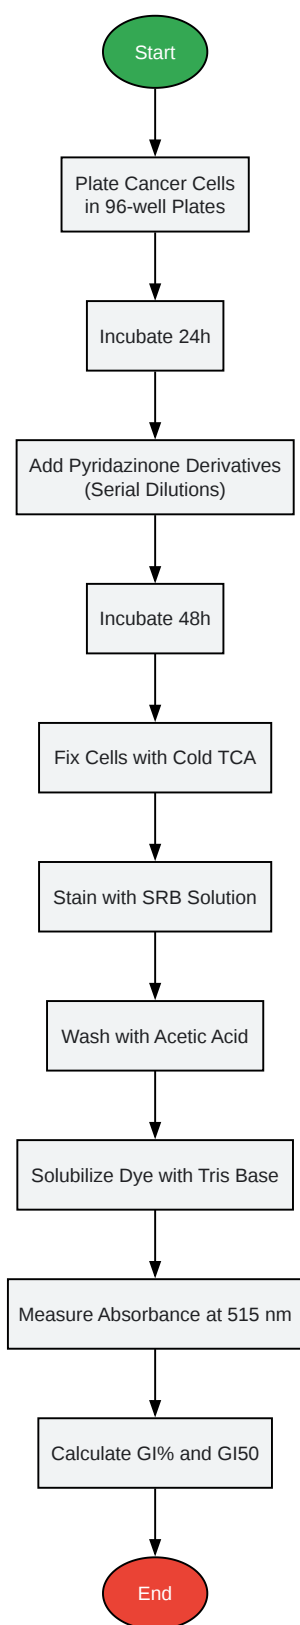 Start
Plate Cancer Cells
in 96-well Plates
Incubate 24h
Add Pyridazinone Derivatives
(Serial Dilutions)
Incubate 48h
Fix Cells with Cold TCA
Stain with SRB Solution
Wash with Acetic Acid
Solubilize Dye with Tris Base
Measure Absorbance at 515 nm
Calculate GI% and GI50
End